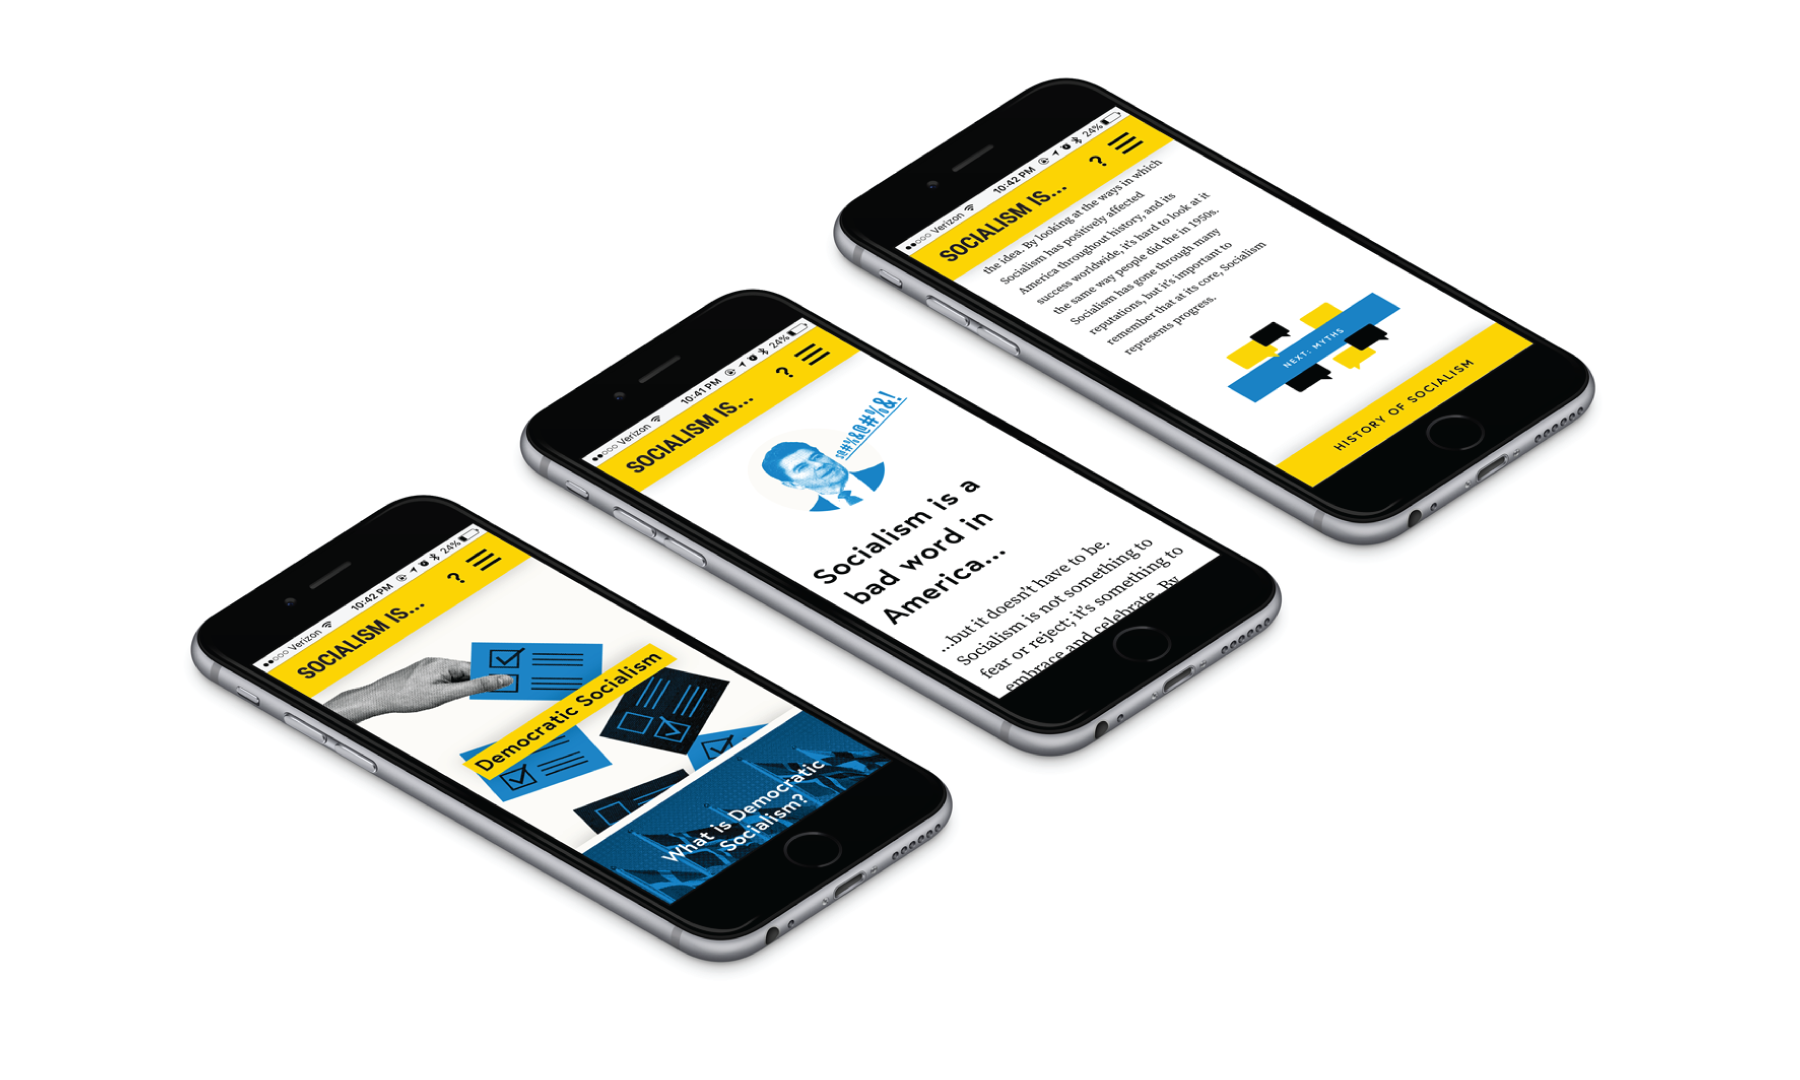 Verizon 10:42 PM 24%
SOCIALISM IS... ?
Democratic Socialism
What is Democratic
Socialism?
Verizon 10:41 PM 24%
SOCIALISM IS... ?
$@#%&@#%&!
Socialism is a
bad word in
America...
...but it doesn't have to be.
Socialism is not something to
fear or reject; it's something to
embrace and celebrate. By
Verizon 10:42 PM 24%
SOCIALISM IS... ?
the idea. By looking at the ways in which
Socialism has positively affected
America throughout history, and its
success worldwide, it's hard to look at it
the same way people did the in 1950s.
Socialism has gone through many
reputations, but it's important to
remember that at its core, Socialism
represents progress.
NEXT: MYTHS
HISTORY OF SOCIALISM